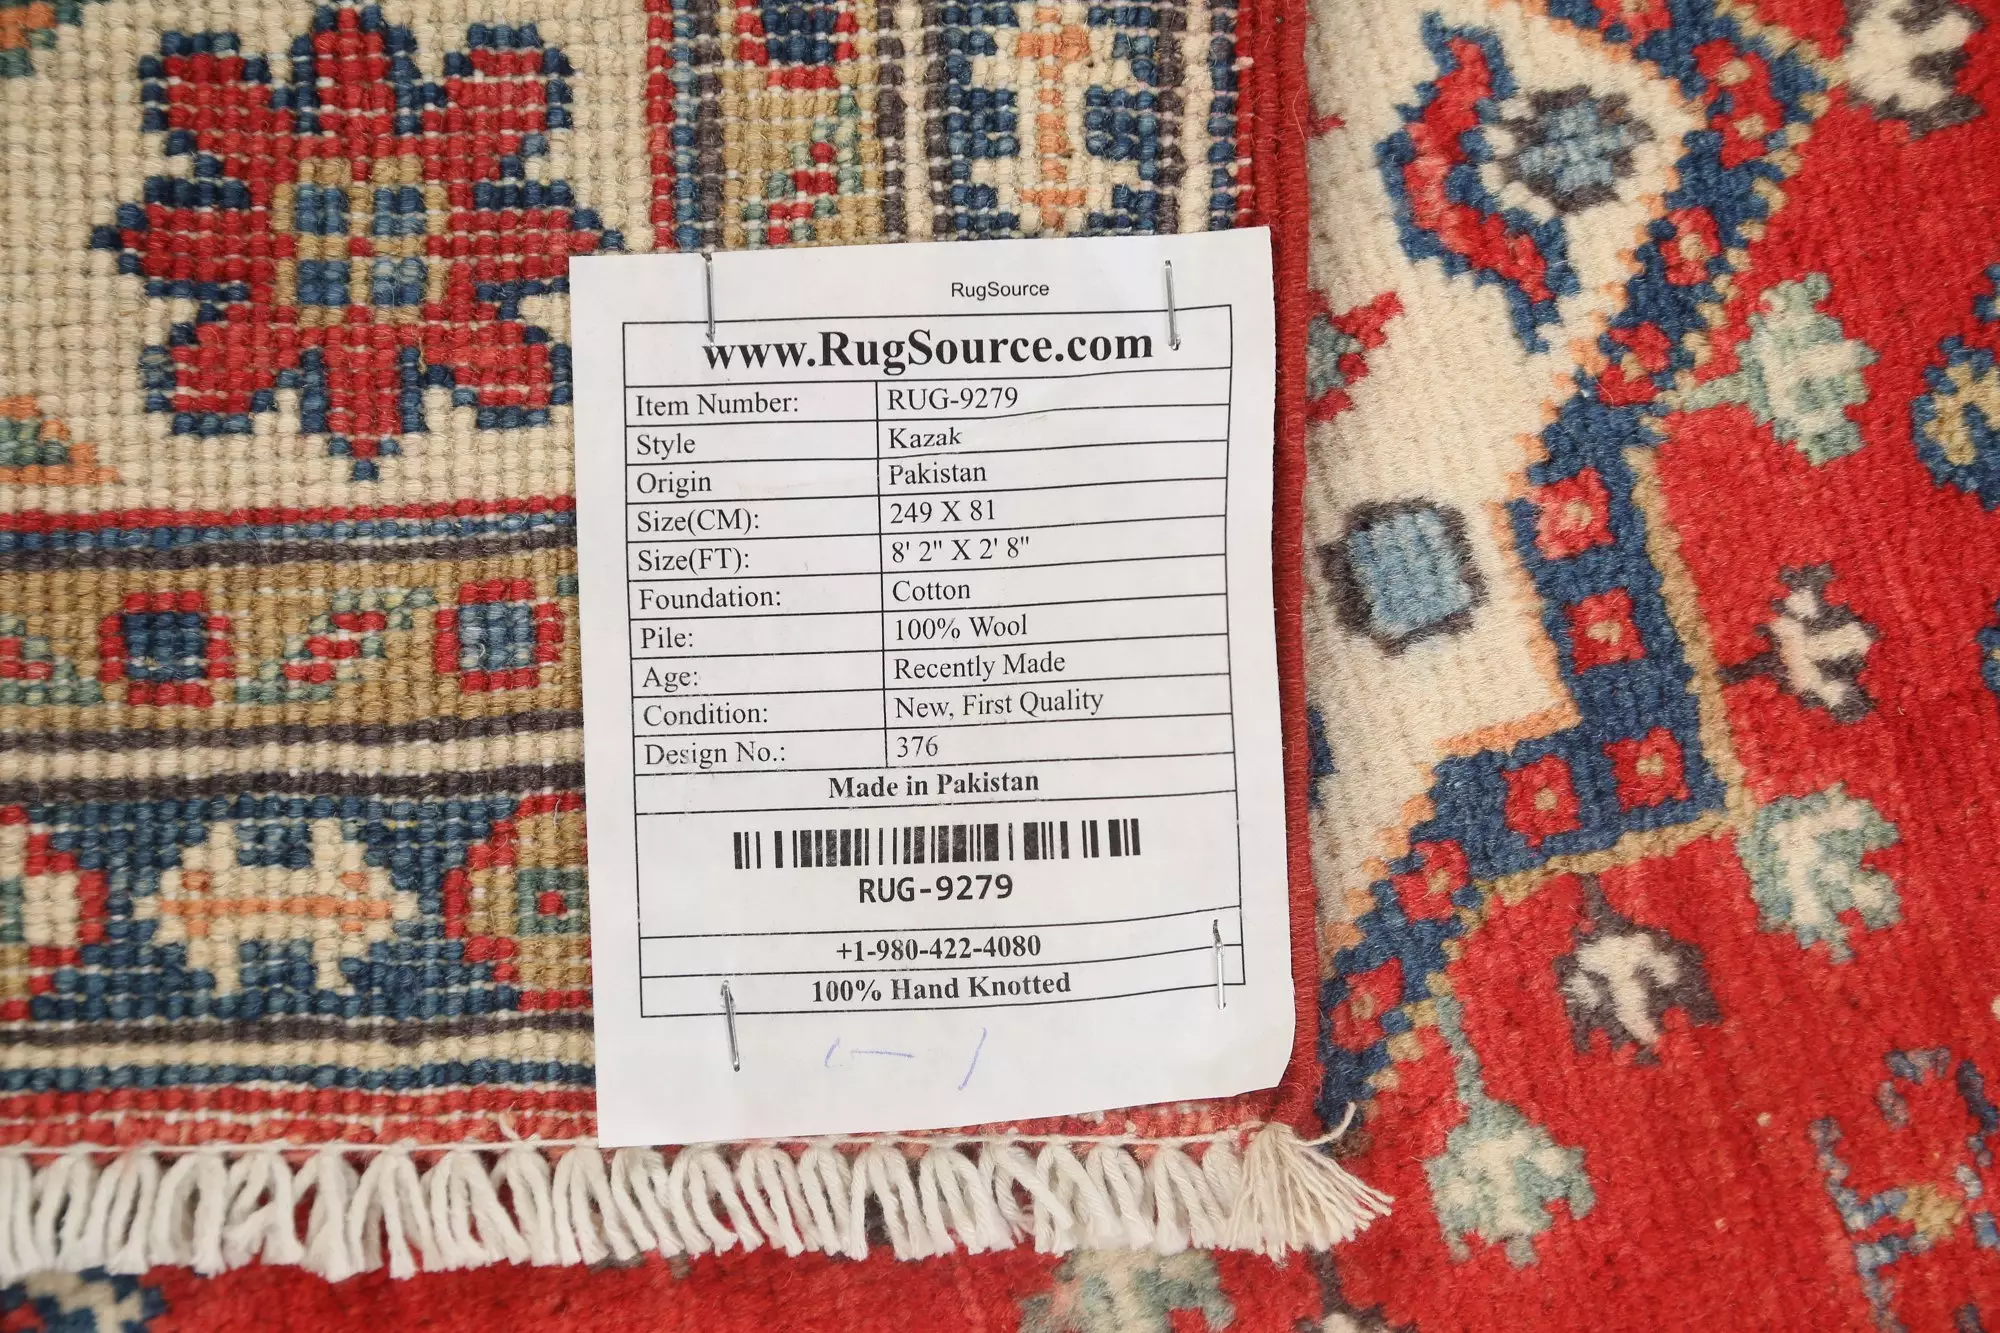 RugSource
www.RugSource.com
Item Number: RUG-9279
Style Kazak
Origin Pakistan
Size(CM): 249 X 81
Size(FT): 8' 2" X 2' 8"
Foundation: Cotton
Pile: 100% Wool
Age: Recently Made
Condition: New, First Quality
Design No.: 376
Made in Pakistan
RUG-9279
+1-980-422-4080
100% Hand Knotted